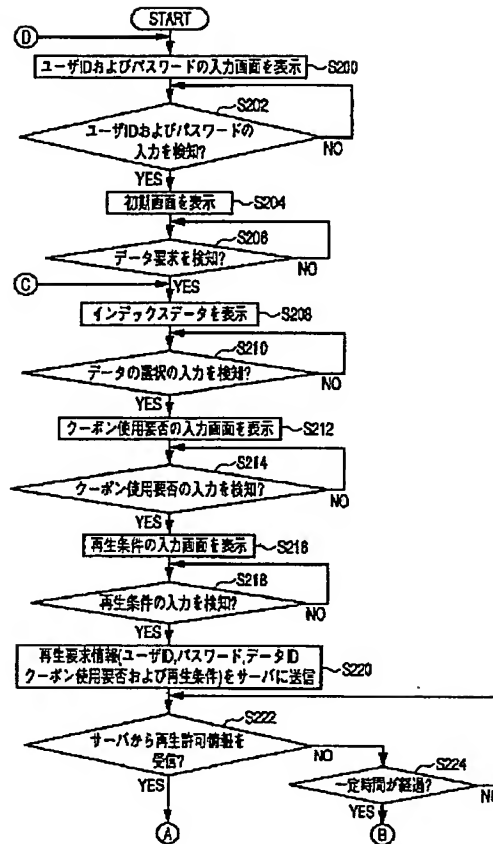 START
D
ユーザIDおよびパスワードの入力画面を表示
S200
S202
ユーザIDおよびパスワードの
入力を検知?
NO
YES
初期画面を表示
S204
S206
データ要求を検知?
NO
C
YES
インデックスデータを表示
S208
S210
データの選択の入力を検知?
NO
YES
クーポン使用要否の入力画面を表示
S212
S214
クーポン使用要否の入力を検知?
NO
YES
再生条件の入力画面を表示
S216
S218
再生条件の入力を検知?
NO
YES
再生要求情報(ユーザID,パスワード,データID
クーポン使用要否および再生条件)をサーバに送信
S220
S222
サーバから再生許可情報を
受信?
NO
S224
一定時間が経過?
YES
NO
YES
A
B